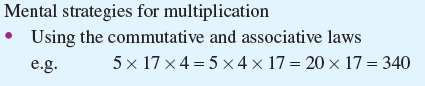 Mental strategies for multiplication
• Using the commutative and associative laws
e.g. 5 × 17 × 4 = 5 × 4 × 17 = 20 × 17 = 340